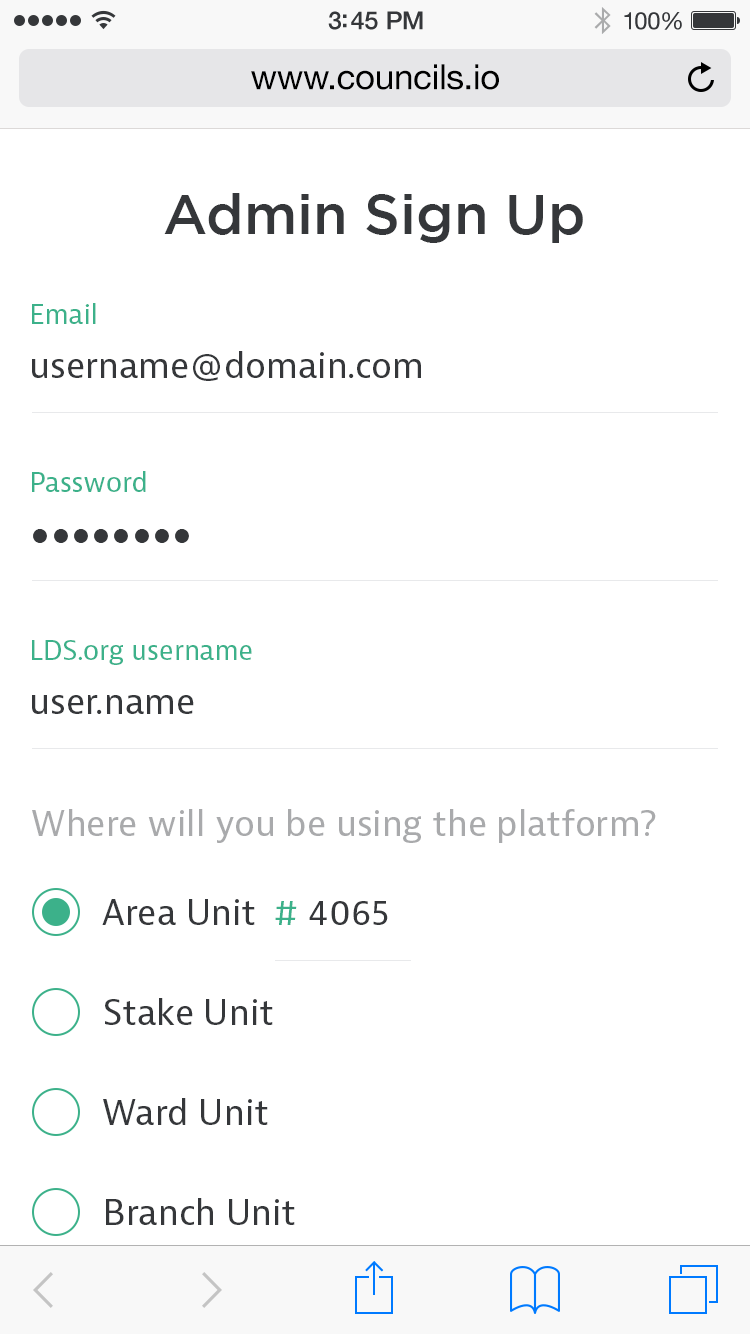 3:45 PM 100%
www.councils.io
Admin Sign Up
Email
username@domain.com
Password
••••••••
LDS.org username
user.name
Where will you be using the platform?
Area Unit # 4065
Stake Unit
Ward Unit
Branch Unit